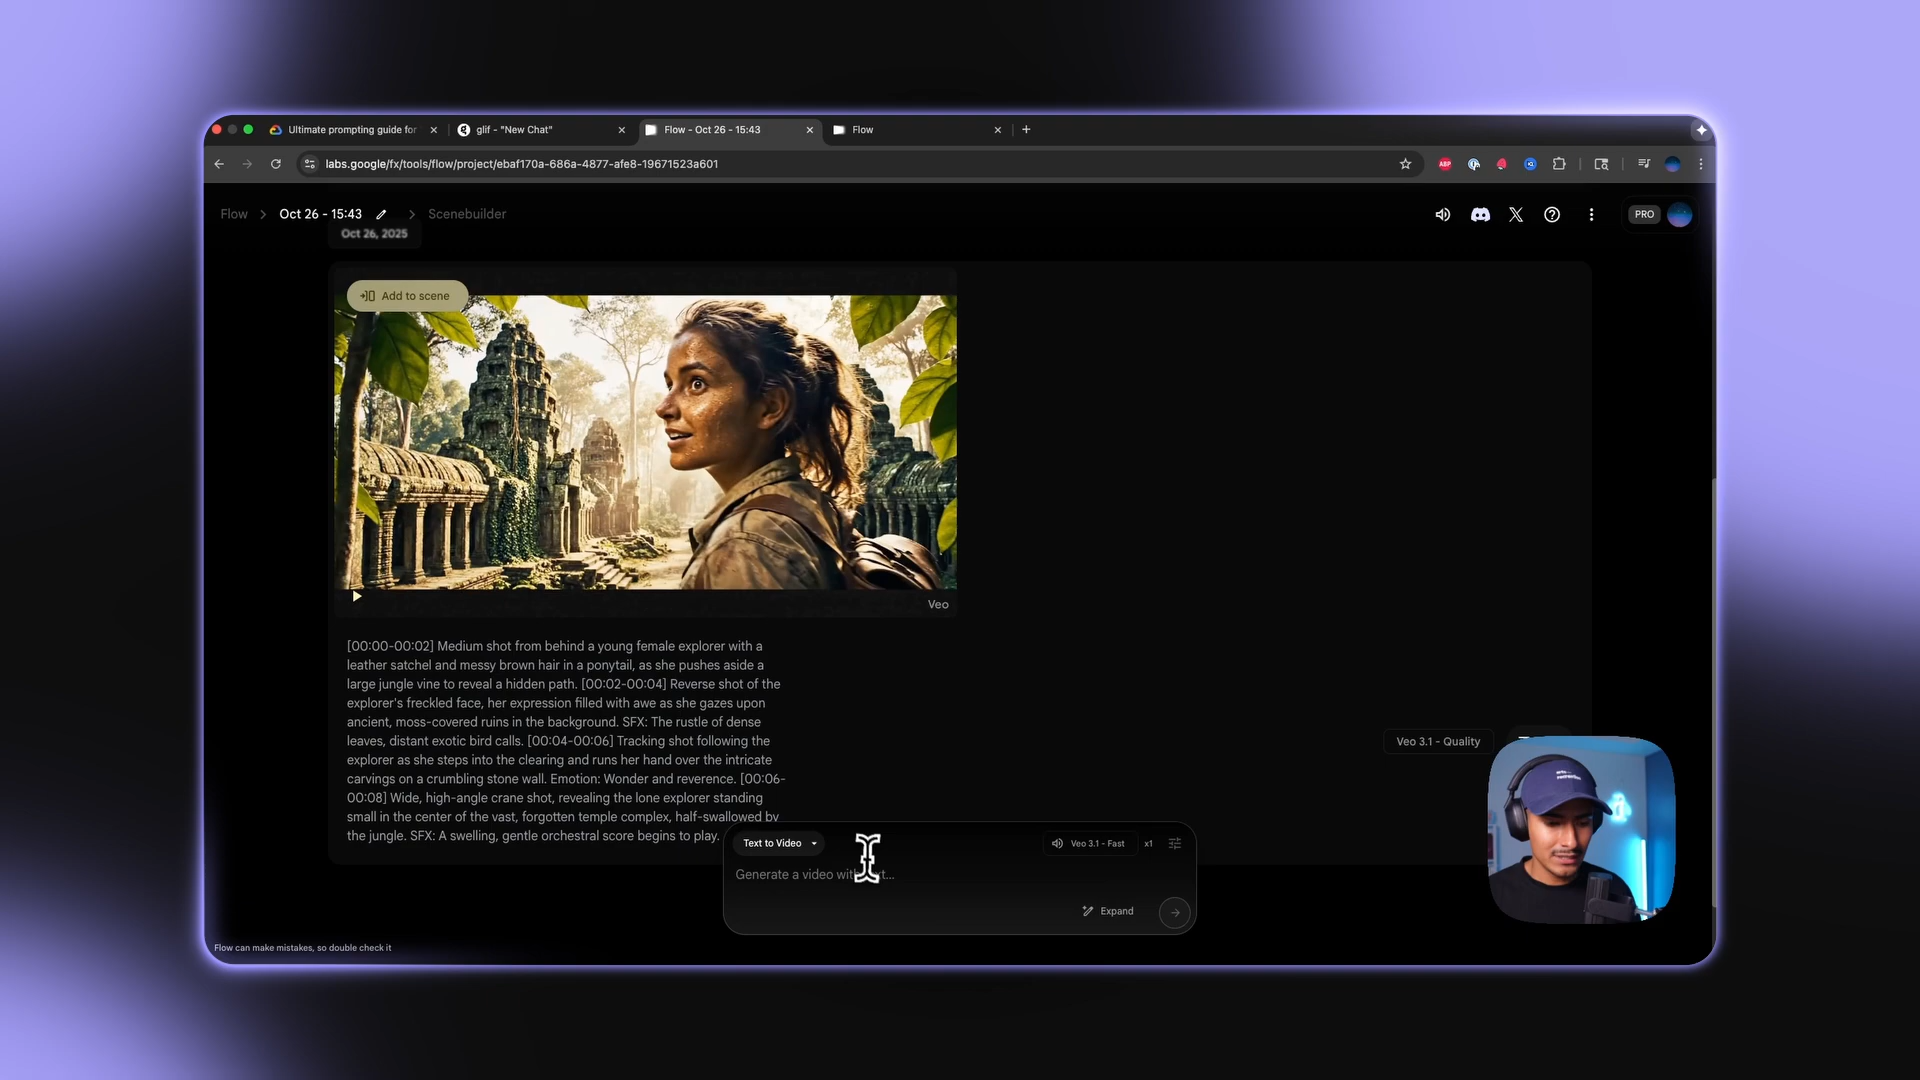 Ultimate prompting guide for
glif - "New Chat"
Flow - Oct 26 - 15:43
Flow
labs.google/fx/tools/flow/project/ebaf170a-686a-4877-afe8-19671523a601
ABP
Flow
Oct 26 - 15:43
Scenebuilder
PRO
Oct 26, 2025
Add to scene
Veo
[00:00-00:02] Medium shot from behind a young female explorer with a
leather satchel and messy brown hair in a ponytail, as she pushes aside a
large jungle vine to reveal a hidden path. [00:02-00:04] Reverse shot of the
explorer's freckled face, her expression filled with awe as she gazes upon
ancient, moss-covered ruins in the background. SFX: The rustle of dense
leaves, distant exotic bird calls. [00:04-00:06] Tracking shot following the
explorer as she steps into the clearing and runs her hand over the intricate
carvings on a crumbling stone wall. Emotion: Wonder and reverence. [00:06-
00:08] Wide, high-angle crane shot, revealing the lone explorer standing
small in the center of the vast, forgotten temple complex, half-swallowed by
the jungle. SFX: A swelling, gentle orchestral score begins to play.
Veo 3.1 - Quality
Text to Video
Veo 3.1 - Fast
x1
Generate a video
Expand
Flow can make mistakes, so double check it